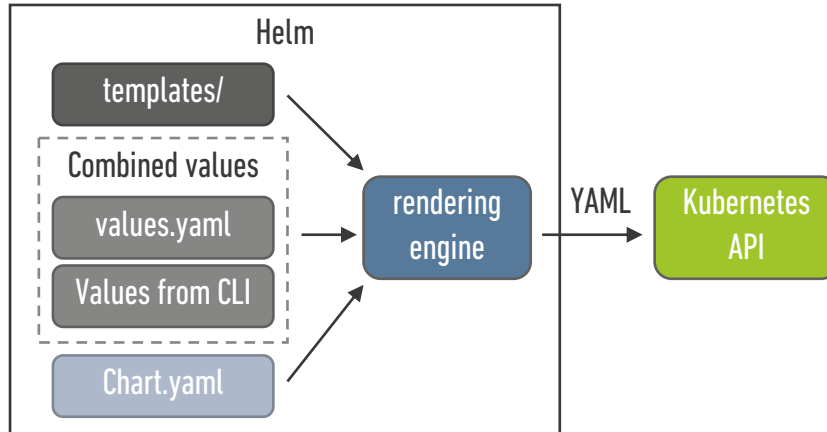 Helm
templates/
Combined values
values.yaml
Values from CLI
Chart.yaml
rendering
engine
YAML
Kubernetes
API